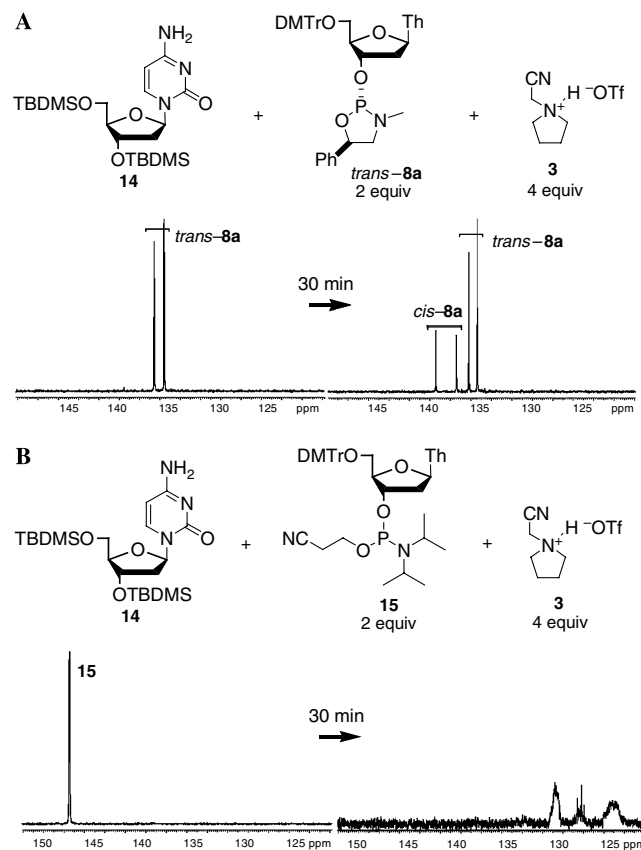 A
NH₂
N
N
O
TBDMSO
O
OTBDMS
14
+
DMTrO
Th
O
O
P
O
N
Ph
trans–8a
2 equiv
+
CN
N⁺
H ⁻OTf
3
4 equiv
trans–8a
30 min
trans–8a
cis–8a
145 140 135 130 125 ppm
145 140 135 130 125 ppm
B
NH₂
N
N
O
TBDMSO
O
OTBDMS
14
+
DMTrO
Th
O
O
NC
O
P
N
15
2 equiv
+
CN
N⁺
H ⁻OTf
3
4 equiv
15
30 min
150 145 140 135 130 125 ppm
150 145 140 135 130 125 ppm